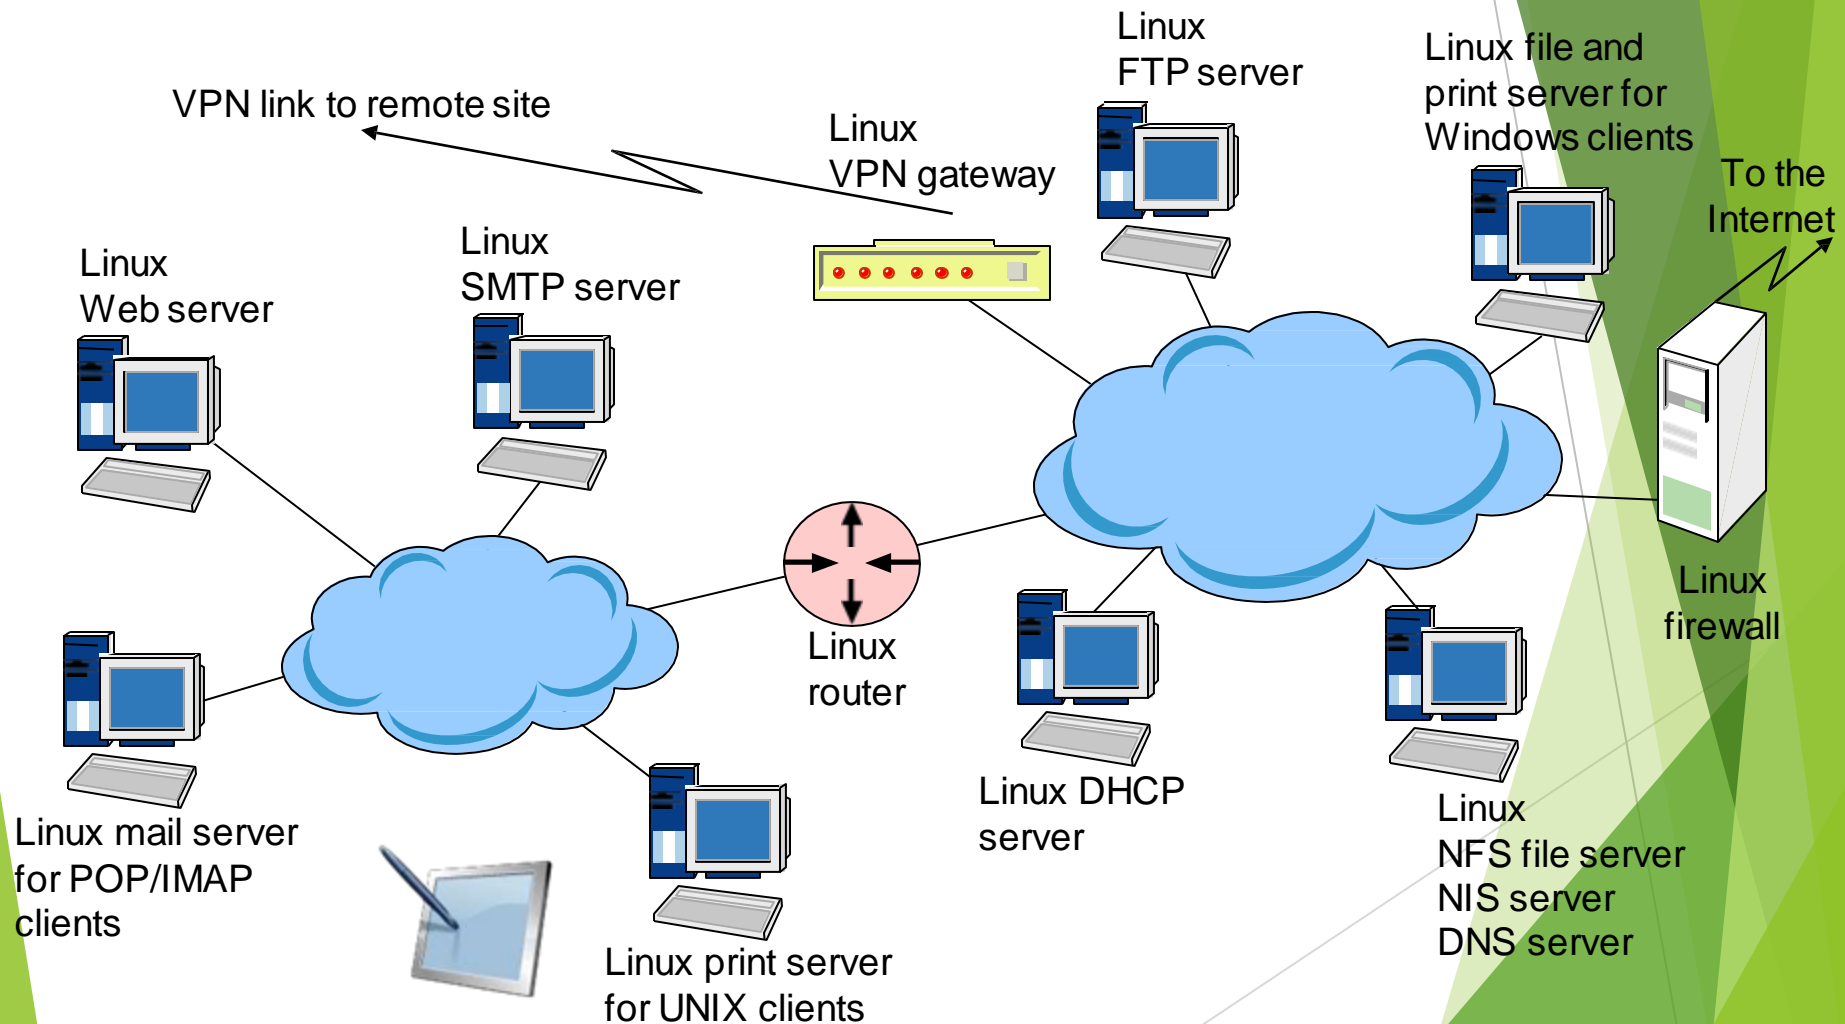 Linux
FTP server
Linux file and
print server for
Windows clients
VPN link to remote site
Linux
VPN gateway
To the
Internet
Linux
SMTP server
Linux
Web server
Linux
firewall
Linux
router
Linux DHCP
server
Linux
NFS file server
NIS server
DNS server
Linux mail server
for POP/IMAP
clients
Linux print server
for UNIX clients